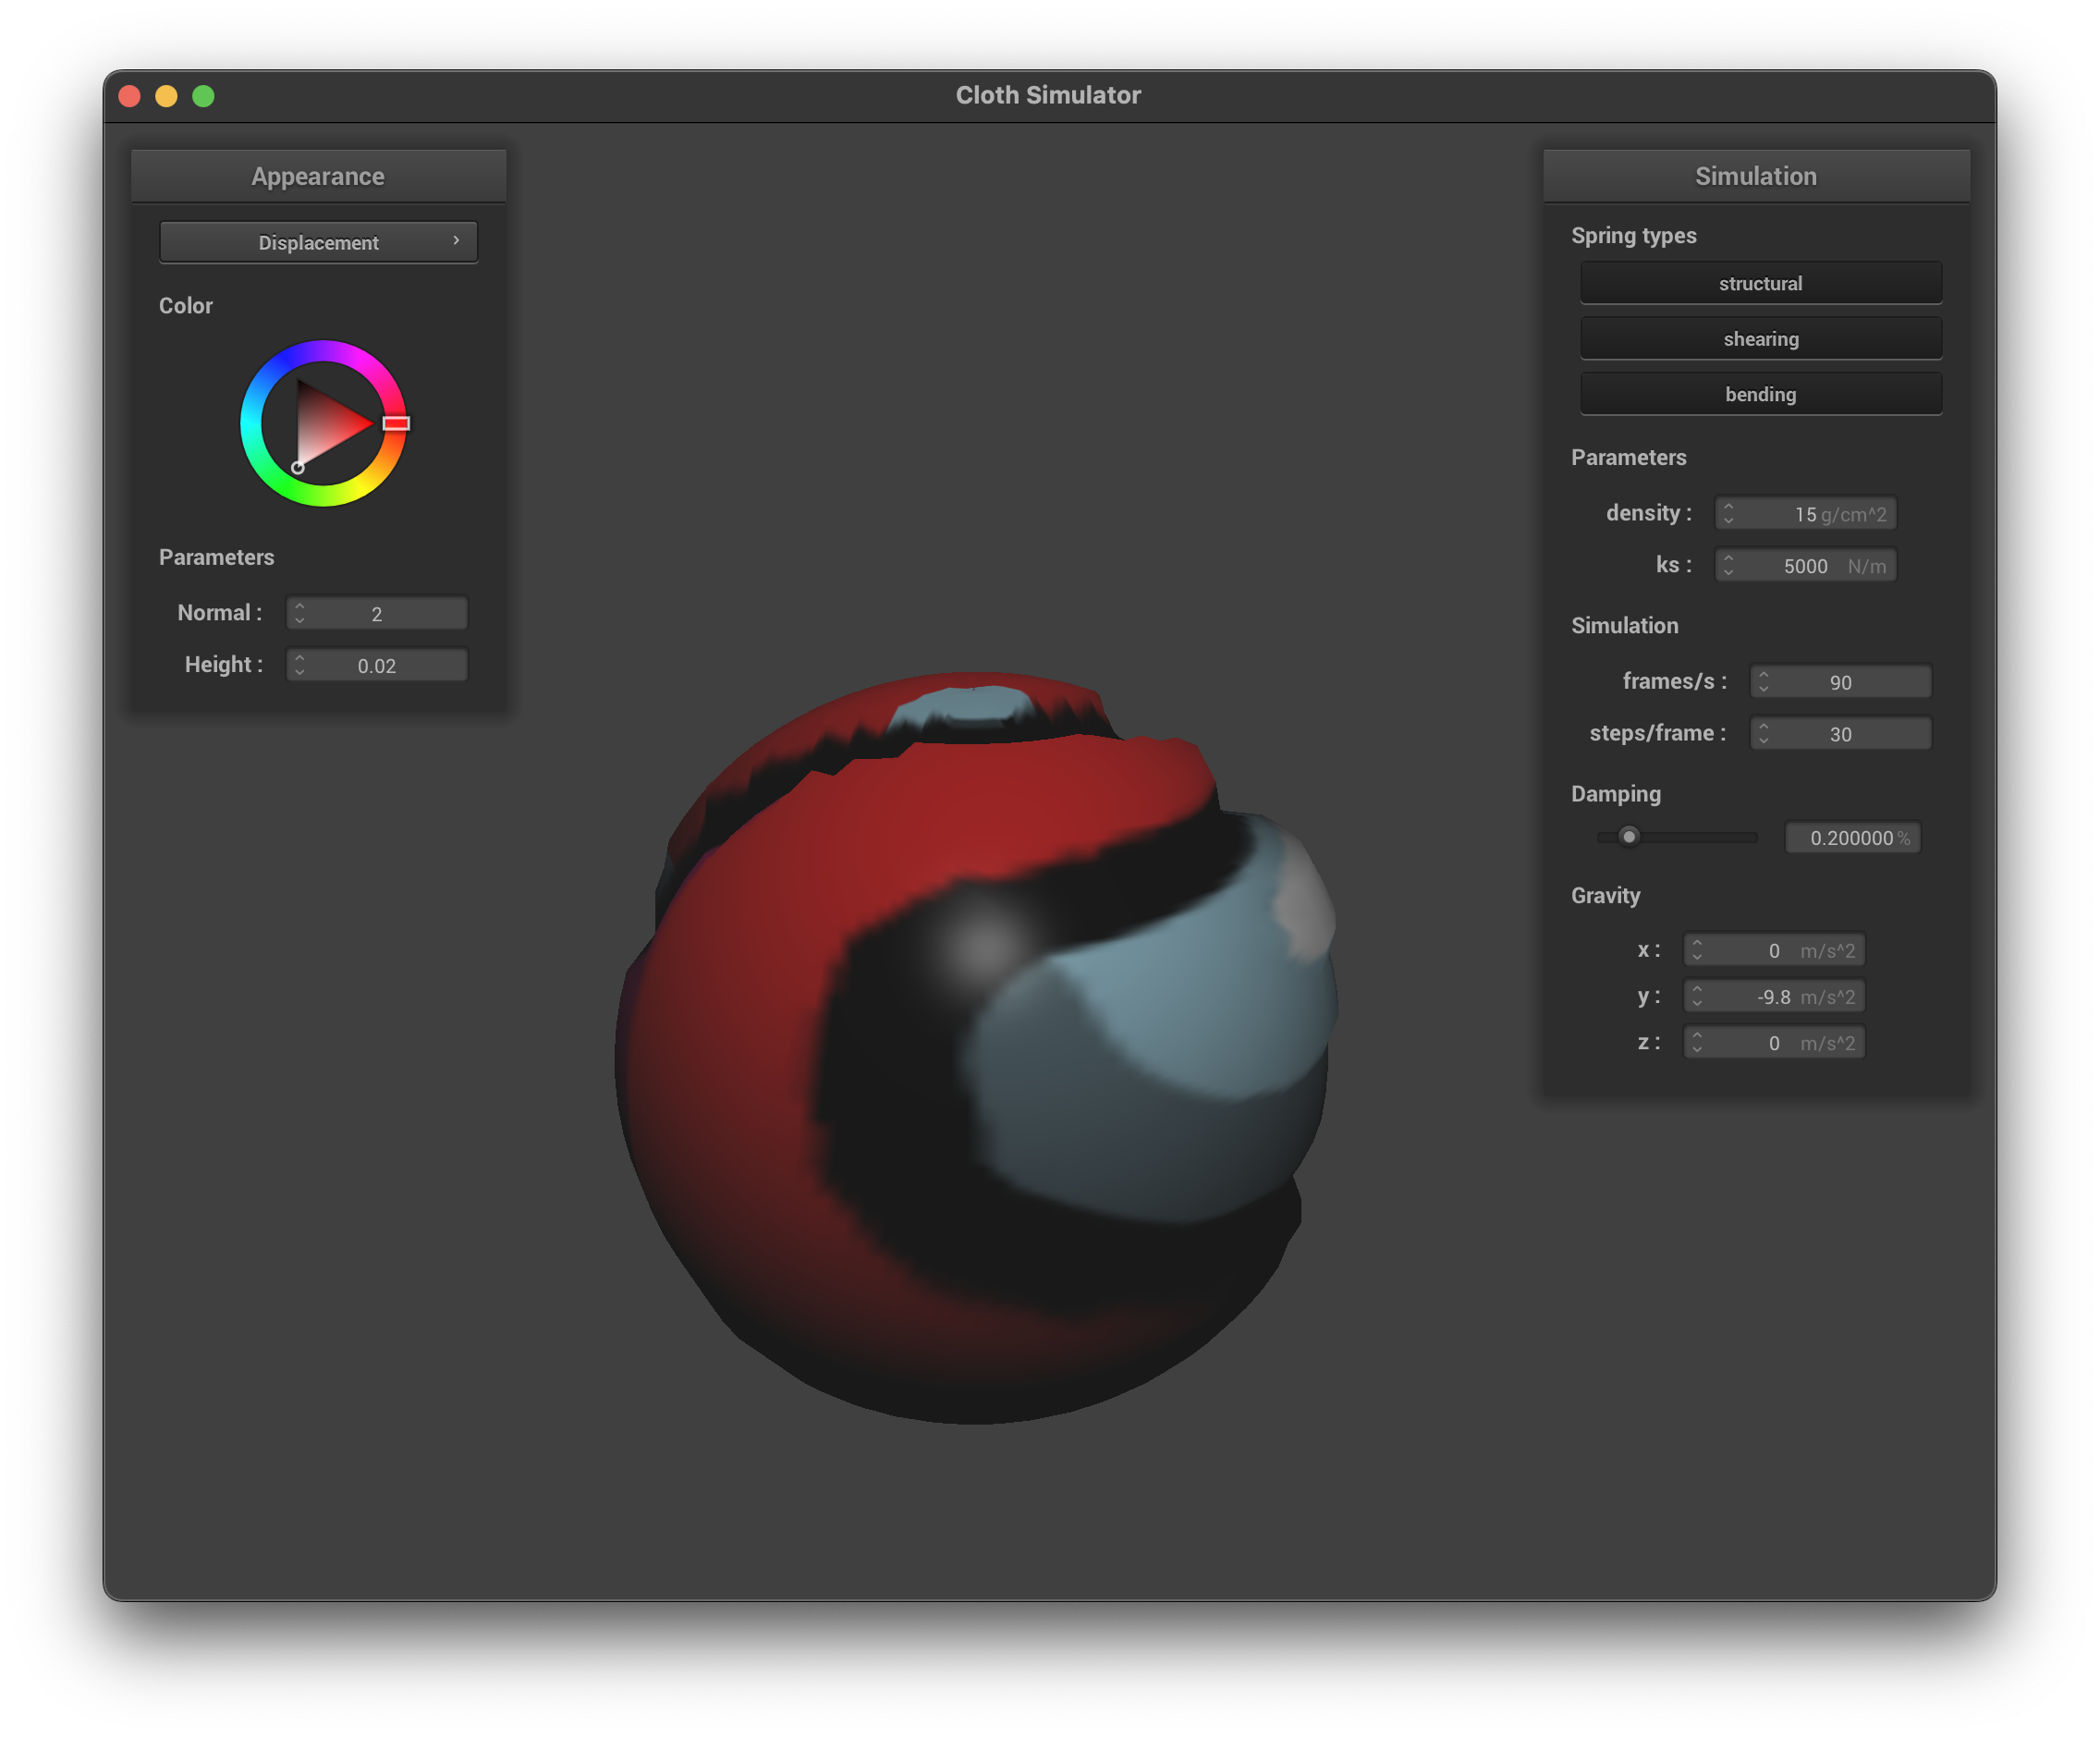 Cloth Simulator
Appearance
Displacement
Color
Parameters
Normal : 2
Height : 0.02
Simulation
Spring types
structural
shearing
bending
Parameters
density : 15 g/cm^2
ks : 5000 N/m
Simulation
frames/s : 90
steps/frame : 30
Damping
0.200000 %
Gravity
x : 0 m/s^2
y : -9.8 m/s^2
z : 0 m/s^2